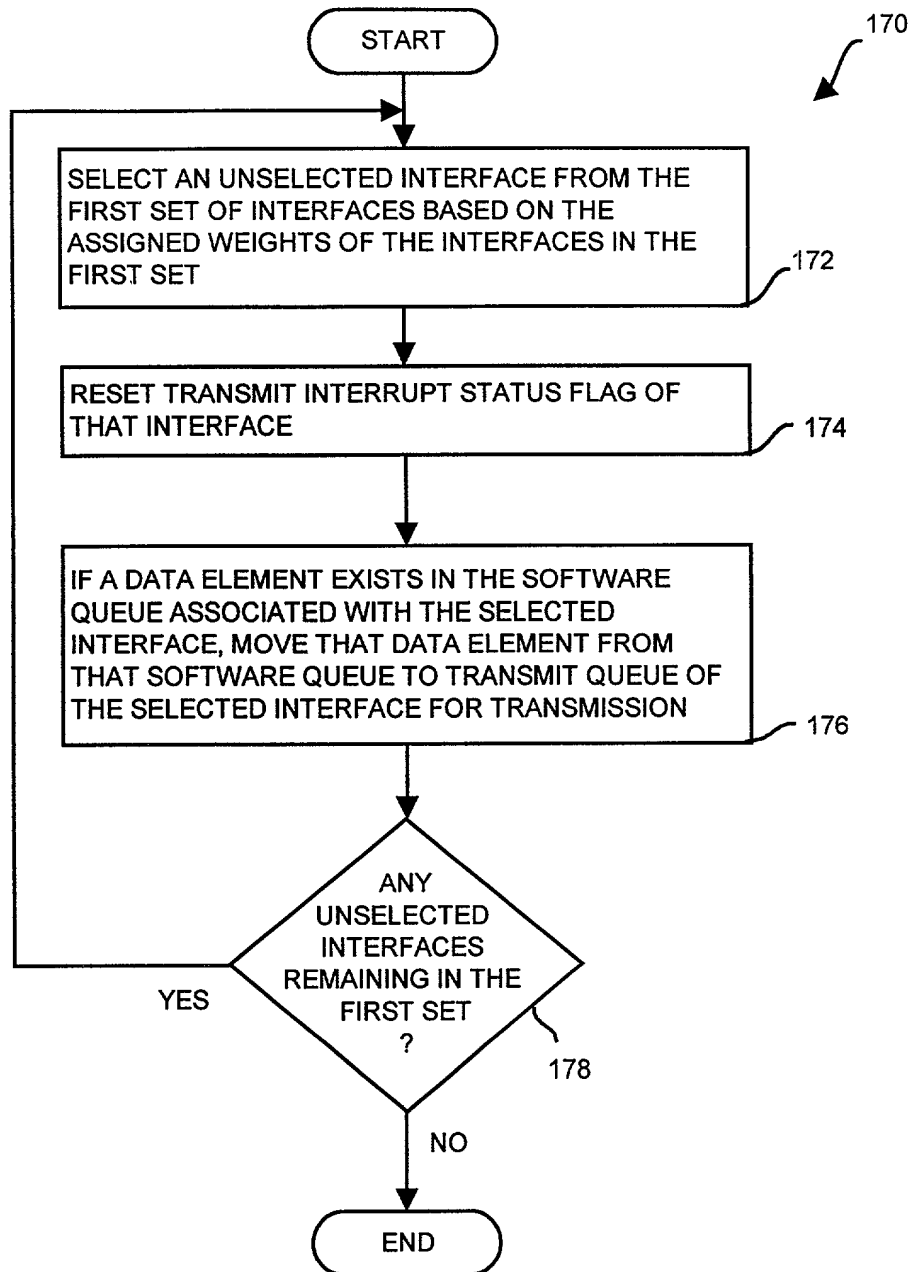 START
170
SELECT AN UNSELECTED INTERFACE FROM THE
FIRST SET OF INTERFACES BASED ON THE
ASSIGNED WEIGHTS OF THE INTERFACES IN THE
FIRST SET
172
RESET TRANSMIT INTERRUPT STATUS FLAG OF
THAT INTERFACE
174
IF A DATA ELEMENT EXISTS IN THE SOFTWARE
QUEUE ASSOCIATED WITH THE SELECTED
INTERFACE, MOVE THAT DATA ELEMENT FROM
THAT SOFTWARE QUEUE TO TRANSMIT QUEUE OF
THE SELECTED INTERFACE FOR TRANSMISSION
176
ANY
UNSELECTED
INTERFACES
REMAINING IN THE
FIRST SET
?
YES
178
NO
END